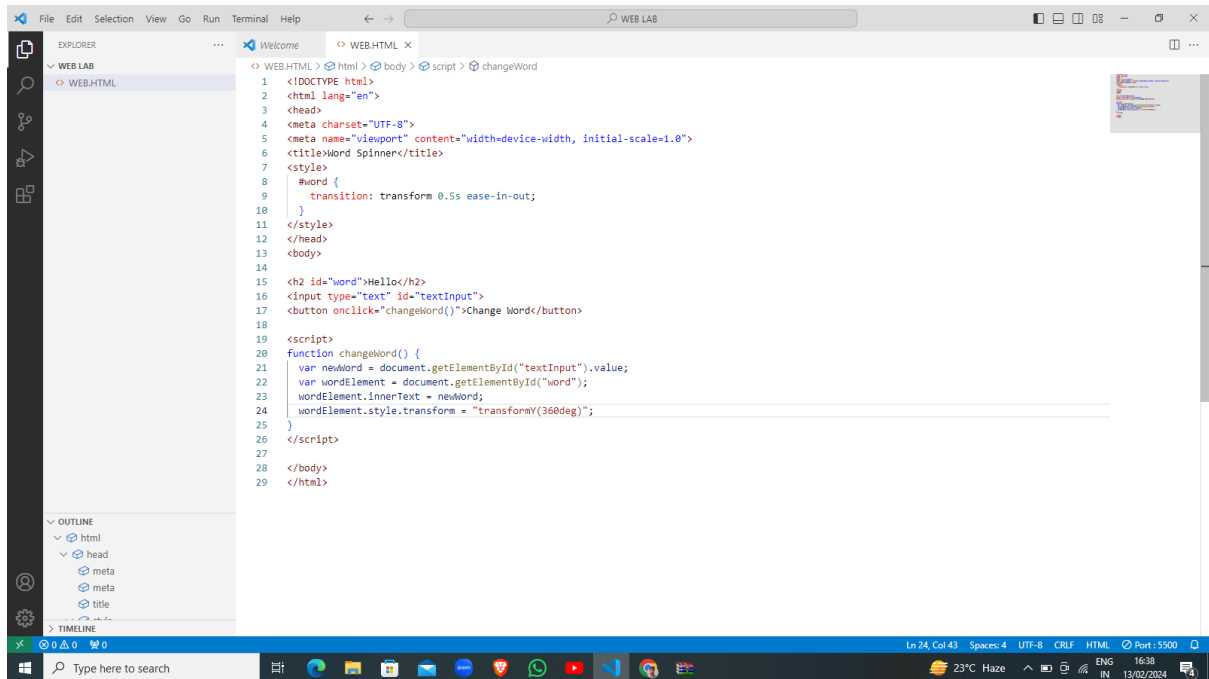 File Edit Selection View Go Run Terminal Help
WEB LAB
EXPLORER
Welcome
WEB.HTML
WEB LAB
WEB.HTML
WEB.HTML > html > body > script > changeWord
1 <!DOCTYPE html>
2 <html lang="en">
3 <head>
4 <meta charset="UTF-8">
5 <meta name="viewport" content="width=device-width, initial-scale=1.0">
6 <title>Word Spinner</title>
7 <style>
8 #word {
9 transition: transform 0.5s ease-in-out;
10 }
11 </style>
12 </head>
13 <body>
14
15 <h2 id="word">Hello</h2>
16 <input type="text" id="textInput">
17 <button onclick="changeWord()">Change Word</button>
18
19 <script>
20 function changeWord() {
21 var newWord = document.getElementById("textInput").value;
22 var wordElement = document.getElementById("word");
23 wordElement.innerText = newWord;
24 wordElement.style.transform = "transformY(360deg)";
25 }
26 </script>
27
28 </body>
29 </html>
OUTLINE
html
head
meta
meta
title
TIMELINE
0 0 0
Ln 24, Col 43 Spaces: 4 UTF-8 CRLF HTML Port : 5500
Type here to search
zoom
23°C Haze
ENG
IN
16:38
13/02/2024
4